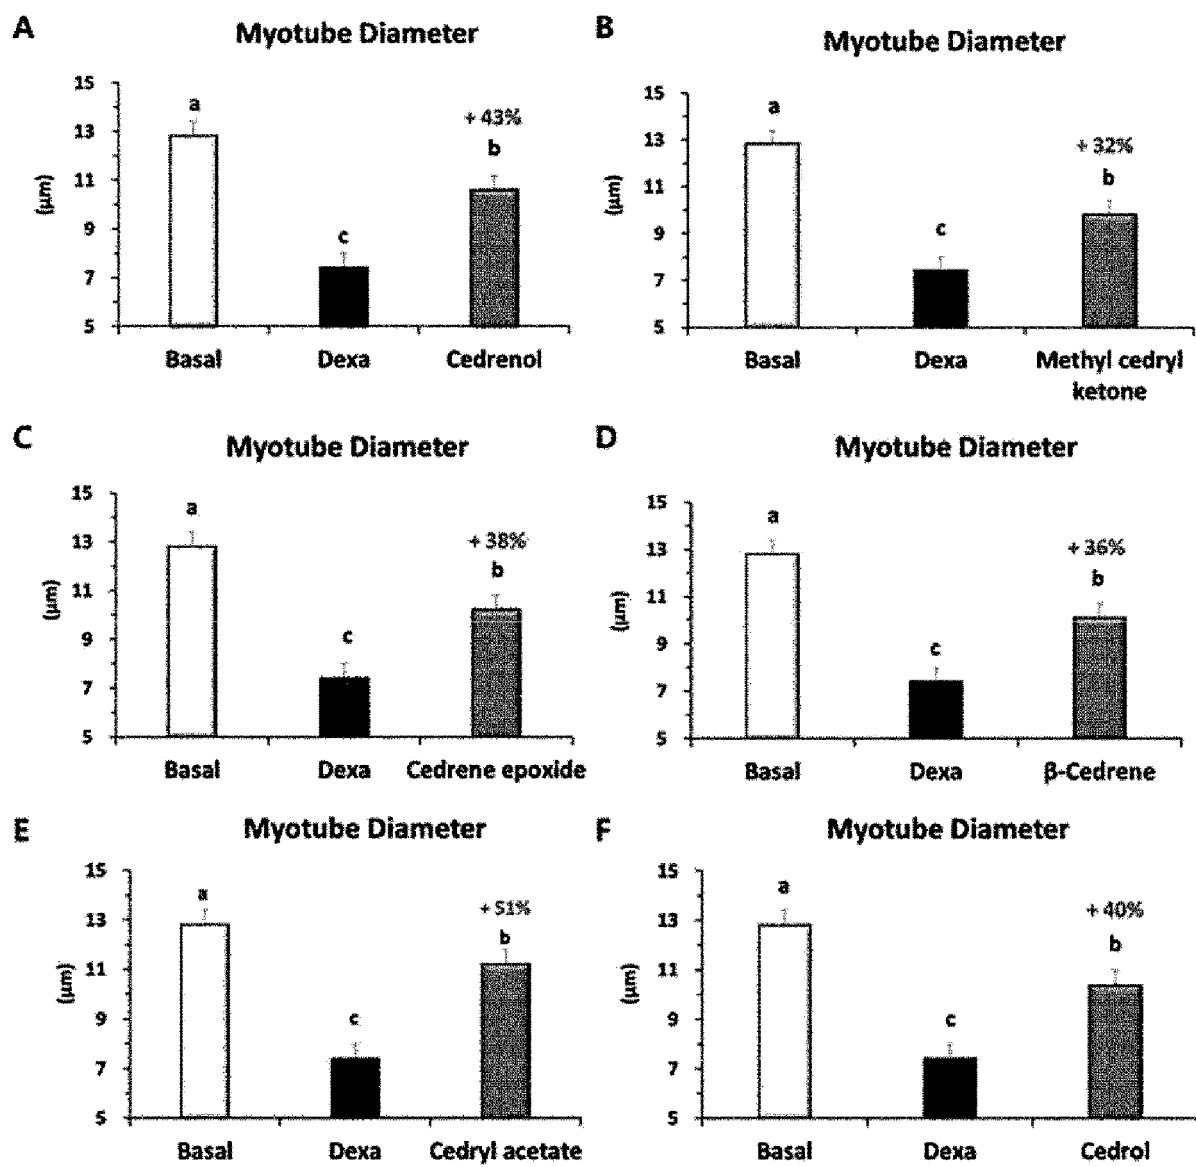 A
Myotube Diameter
15
13
11
9
7
5
(μm)
a
c
+ 43%
b
Basal
Dexa
Cedrenol
B
Myotube Diameter
15
13
11
9
7
5
(μm)
a
c
+ 32%
b
Basal
Dexa
Methyl cedryl
ketone
C
Myotube Diameter
15
13
11
9
7
5
(μm)
a
c
+ 38%
b
Basal
Dexa
Cedrene epoxide
D
Myotube Diameter
15
13
11
9
7
5
(μm)
a
c
+ 36%
b
Basal
Dexa
β-Cedrene
E
Myotube Diameter
15
13
11
9
7
5
(μm)
a
c
+ 51%
b
Basal
Dexa
Cedryl acetate
F
Myotube Diameter
15
13
11
9
7
5
(μm)
a
c
+ 40%
b
Basal
Dexa
Cedrol